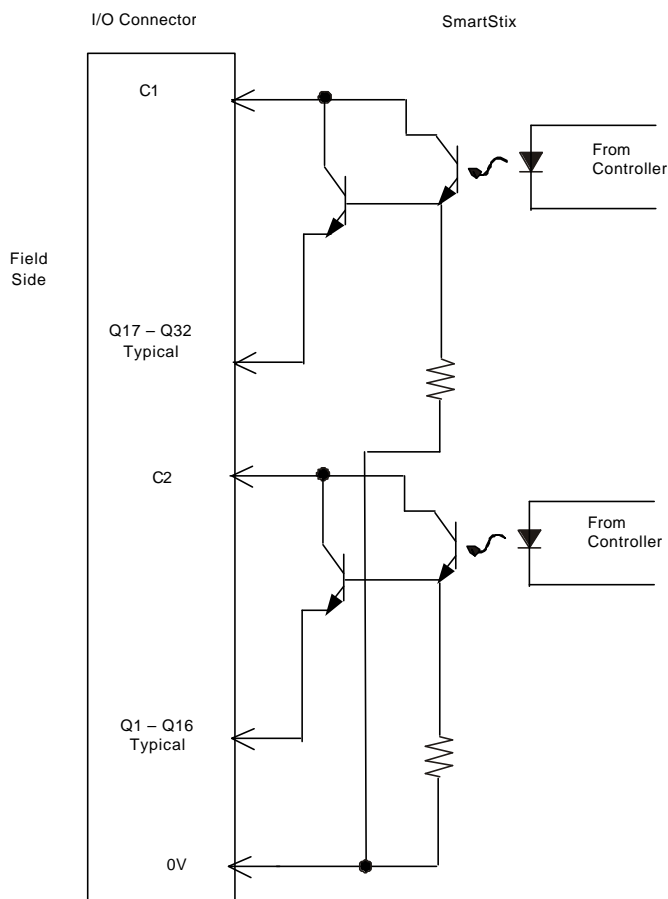 I/O Connector
SmartStix
C1
From
Controller
Field
Side
Q17 – Q32
Typical
C2
From
Controller
Q1 – Q16
Typical
0V